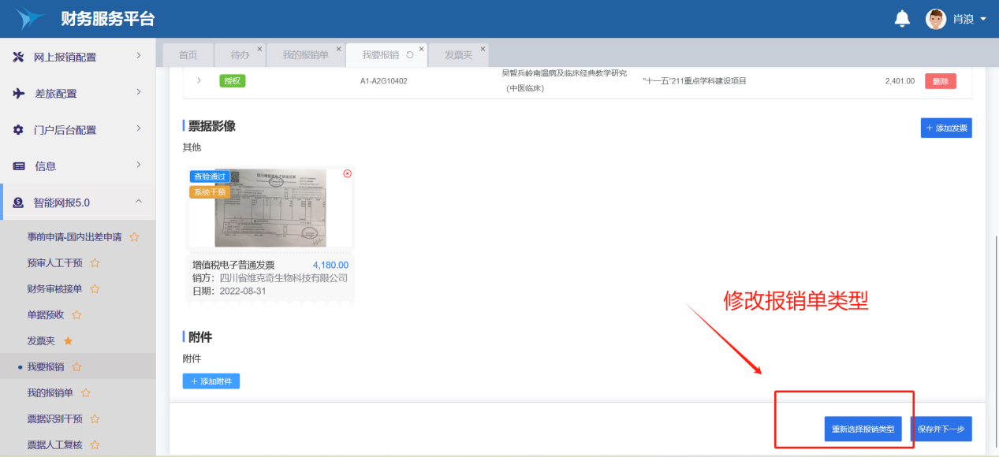 财务服务平台
肖浪
网上报销配置
差旅配置
门户后台配置
信息
智能网报5.0
事前申请-国内出差申请
预审人工干预
财务审核接单
单据预收
发票夹
我要报销
我的报销单
票据识别干预
票据人工复核
首页
待办
我的报销单
我要报销
发票夹
授权
A1-A2G10402
吴智兵岭南温病及临床经典教学研究
(中医临床)
"十一五"211重点学科建设项目
2,401.00
删除
票据影像
添加发票
其他
查验通过
系统干预
增值税电子普通发票
4,180.00
销方：四川省维克奇生物科技有限公司
日期：2022-08-31
附件
附件
添加附件
修改报销单类型
重新选择报销类型
保存并下一步